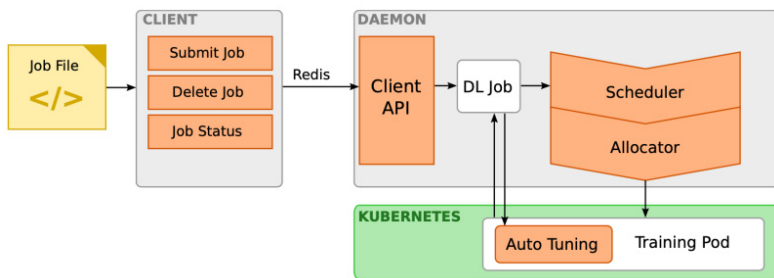 Job File
</>
CLIENT
Submit Job
Delete Job
Job Status
Redis
DAEMON
Client
API
DL Job
Scheduler
Allocator
KUBERNETES
Auto Tuning
Training Pod